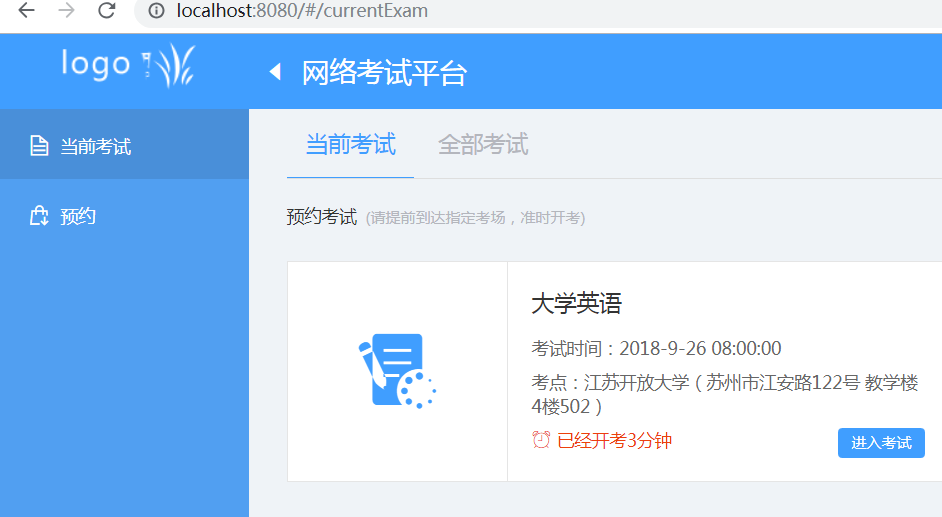 localhost:8080/#/currentExam
logo
网络考试平台
当前考试
预约
当前考试 全部考试
预约考试 (请提前到达指定考场，准时开考)
大学英语
考试时间：2018-9-26 08:00:00
考点：江苏开放大学（苏州市江安路122号 教学楼
4楼502）
已经开考3分钟
进入考试